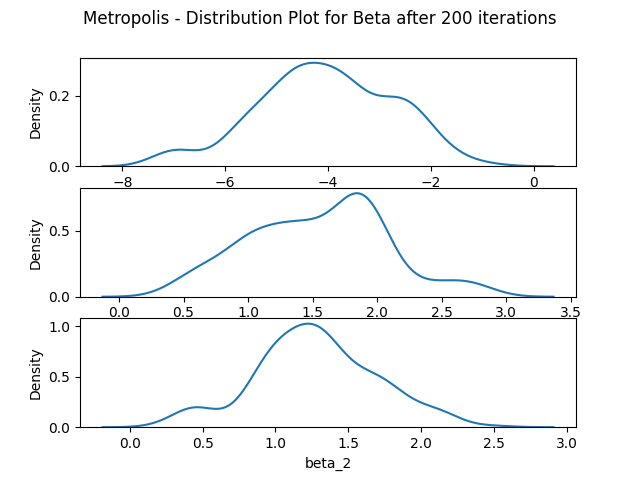 Metropolis - Distribution Plot for Beta after 200 iterations
Density
0.2
0.0
−8 −6 −4 −2 0
Density
0.5
0.0
0.0 0.5 1.0 1.5 2.0 2.5 3.0 3.5
Density
1.0
0.5
0.0
0.0 0.5 1.0 1.5 2.0 2.5 3.0
beta_2